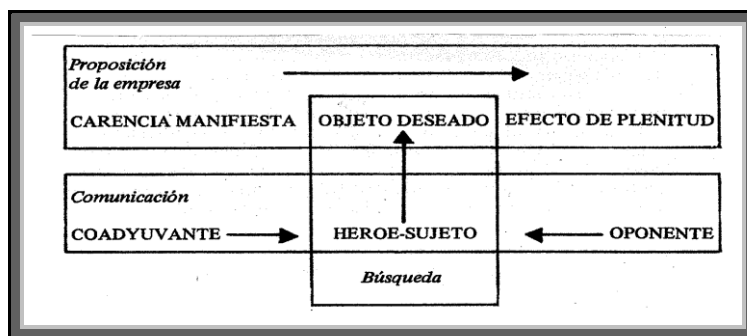 Proposición
de la empresa
CARENCIA MANIFIESTA OBJETO DESEADO EFECTO DE PLENITUD
Comunicación
COADYUVANTE HEROE-SUJETO OPONENTE
Búsqueda